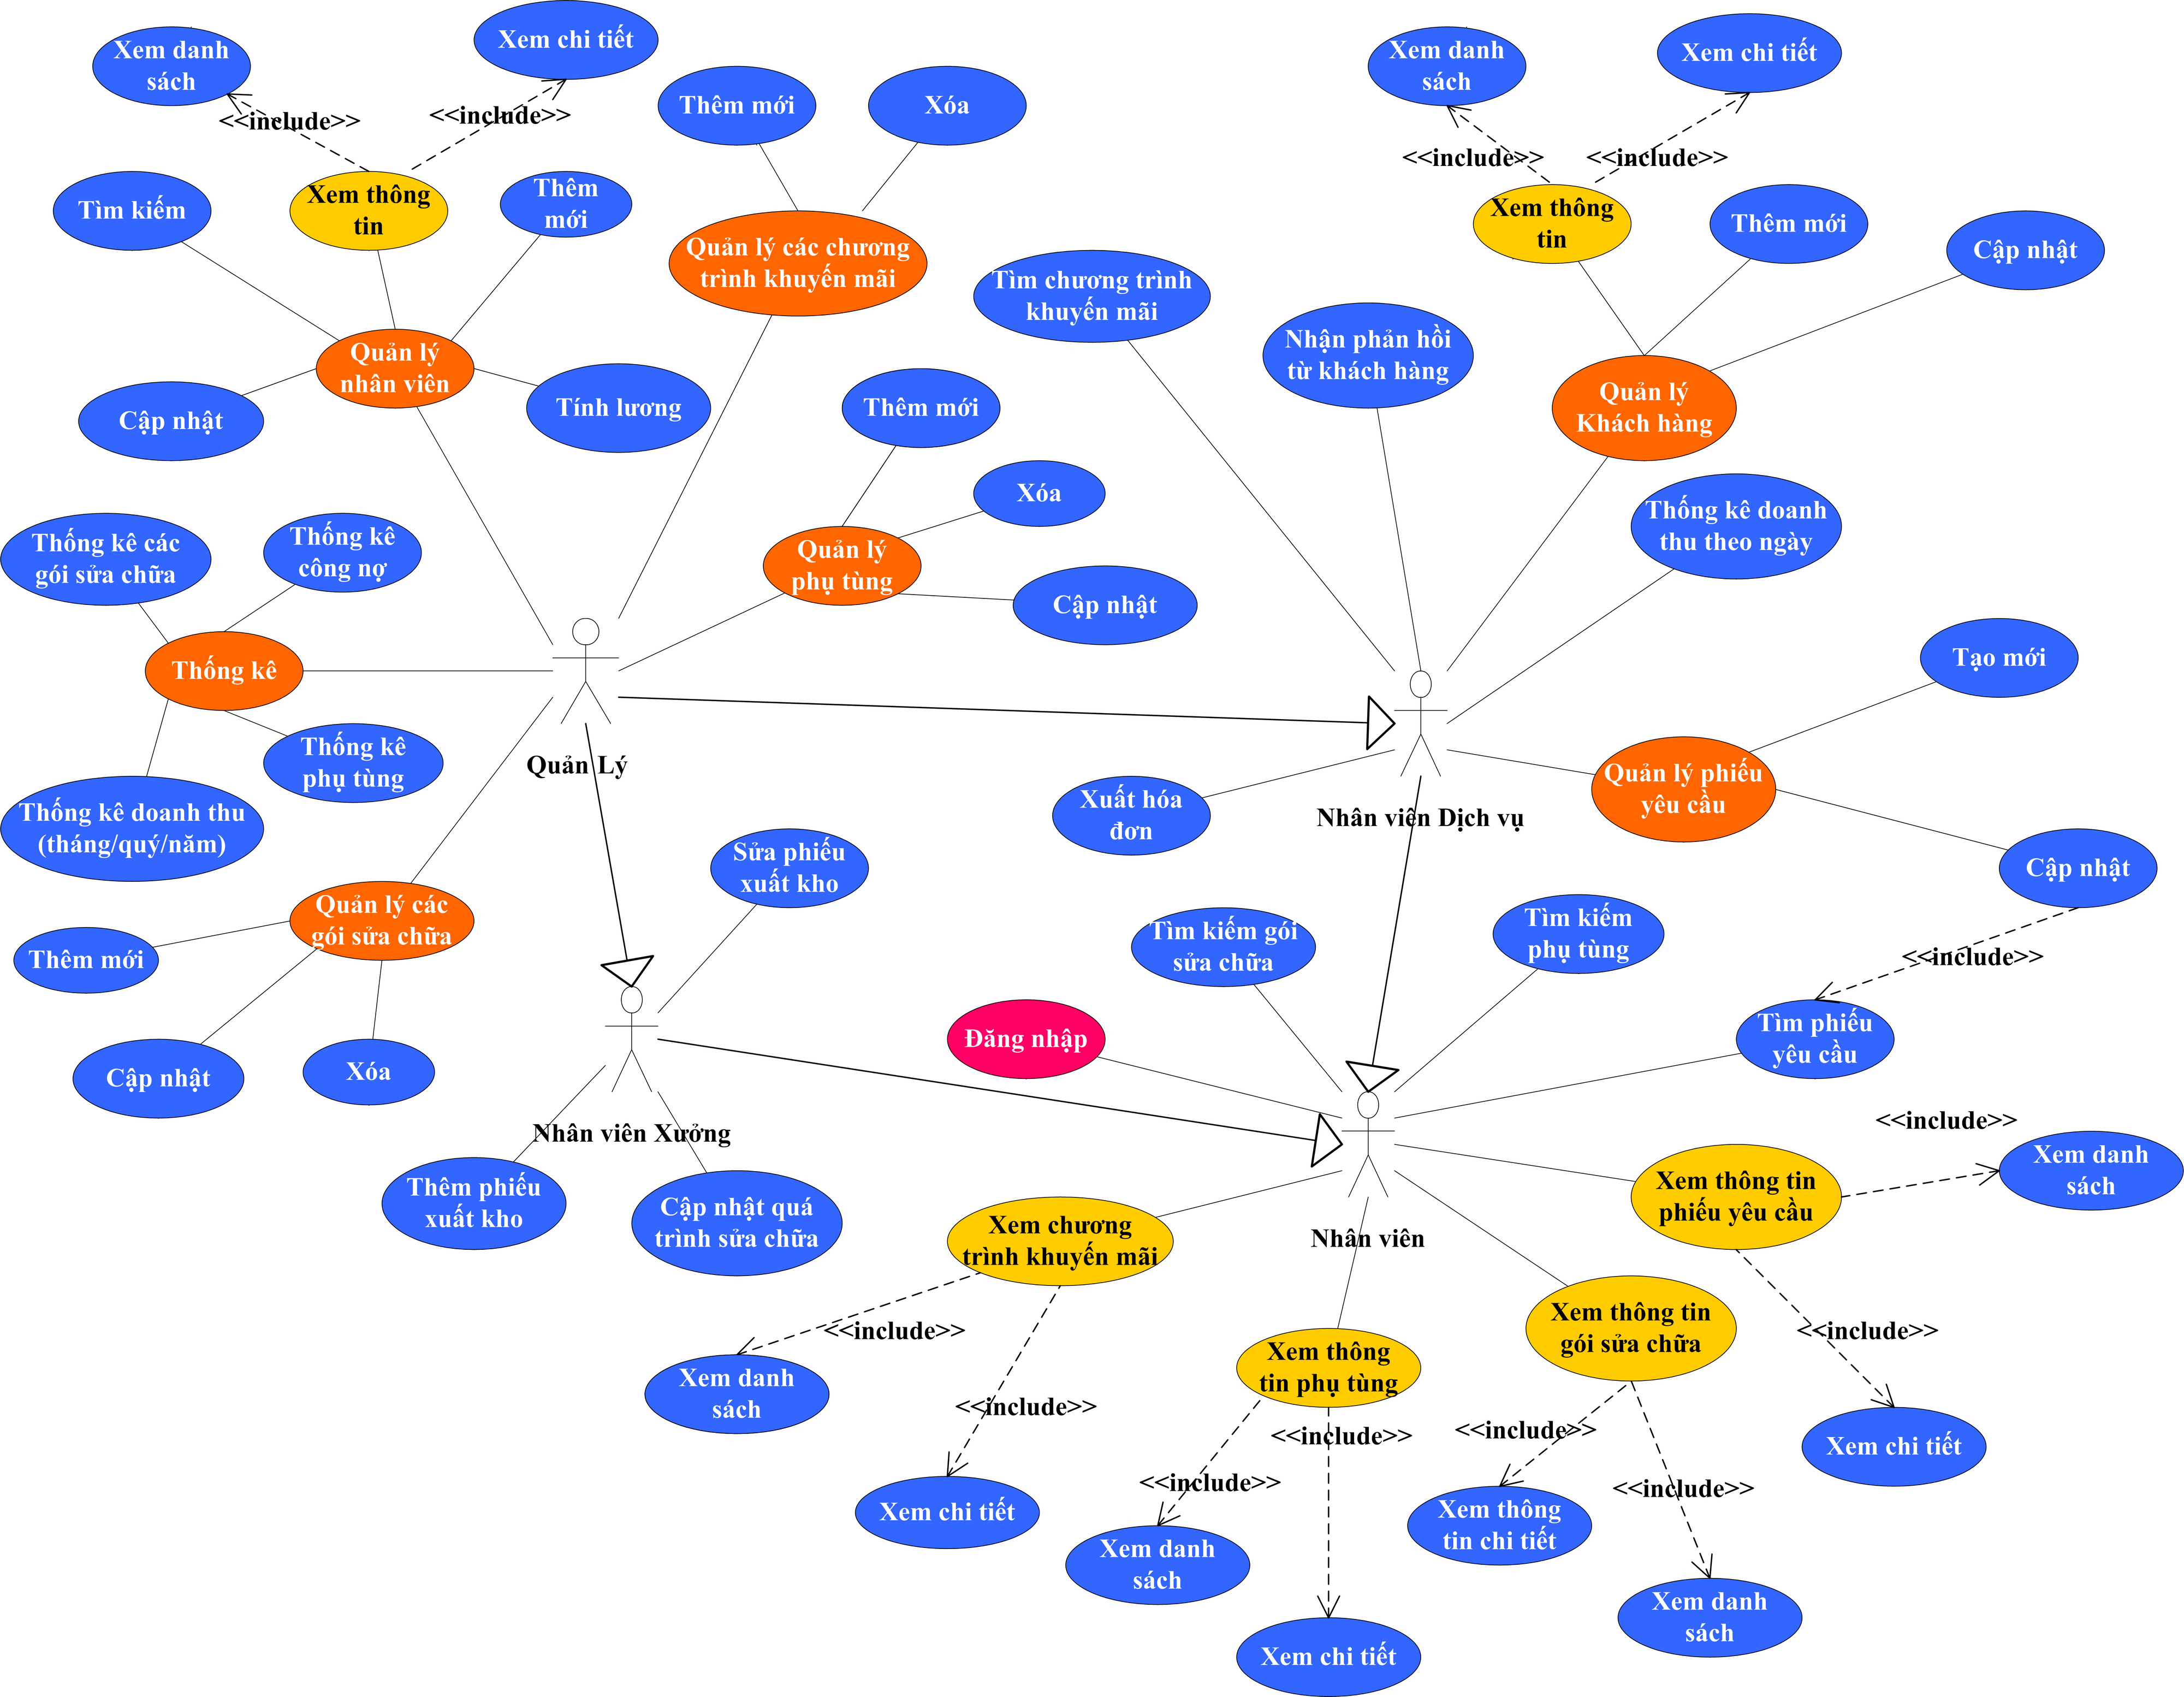 Xem danh
sách
Xem chi tiết
<<include>>
<<include>>
Thêm mới
Xóa
Tìm kiếm
Xem thông
tin
Thêm
mới
Quản lý các chương
trình khuyến mãi
Quản lý
nhân viên
Cập nhật
Tính lương
Thêm mới
Xóa
Quản lý
phụ tùng
Cập nhật
Thống kê các
gói sửa chữa
Thống kê
công nợ
Thống kê
Thống kê
phụ tùng
Thống kê doanh thu
(tháng/quý/năm)
Quản Lý
Quản lý các
gói sửa chữa
Thêm mới
Cập nhật
Xóa
Xem danh
sách
Xem chi tiết
<<include>>
<<include>>
Xem thông
tin
Thêm mới
Cập nhật
Tìm chương trình
khuyến mãi
Nhận phản hồi
từ khách hàng
Quản lý
Khách hàng
Thống kê doanh
thu theo ngày
Tạo mới
Quản lý phiếu
yêu cầu
Xuất hóa
đơn
Nhân viên Dịch vụ
Cập nhật
<<include>>
Tìm phiếu
yêu cầu
Sửa phiếu
xuất kho
Nhân viên Xưởng
Thêm phiếu
xuất kho
Cập nhật quá
trình sửa chữa
Tìm kiếm gói
sửa chữa
Tìm kiếm
phụ tùng
Đăng nhập
Nhân viên
<<include>>
Xem danh
sách
Xem thông tin
phiếu yêu cầu
<<include>>
Xem chi tiết
Xem chương
trình khuyến mãi
<<include>>
Xem danh
sách
<<include>>
Xem chi tiết
Xem thông
tin phụ tùng
<<include>>
<<include>>
Xem danh
sách
Xem chi tiết
Xem thông tin
gói sửa chữa
<<include>>
<<include>>
Xem thông
tin chi tiết
Xem danh
sách